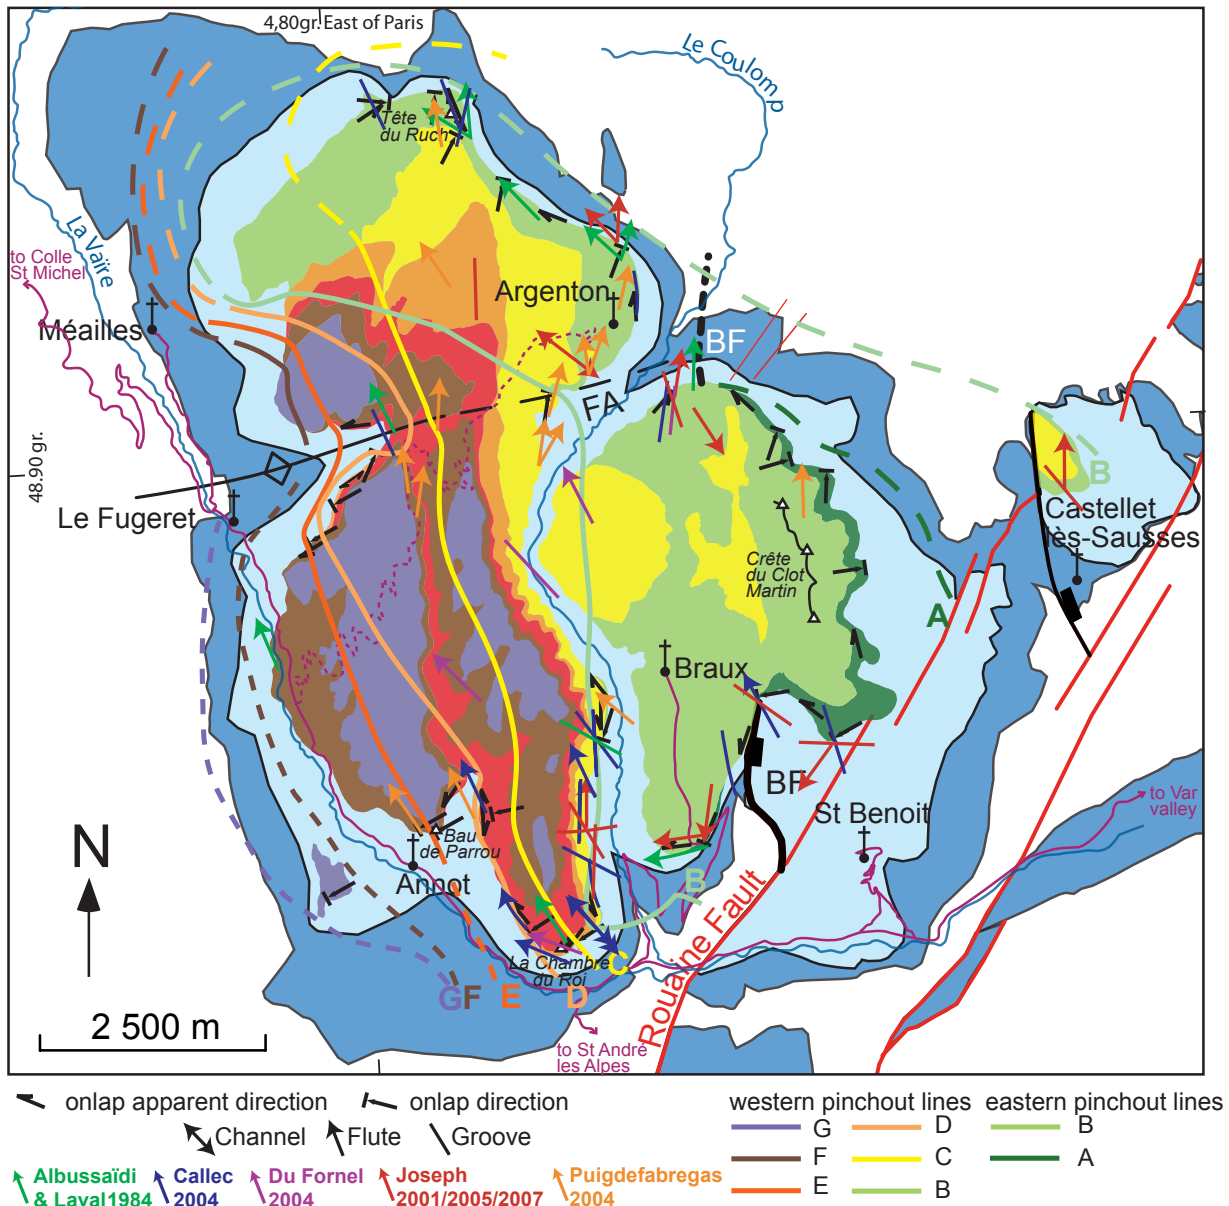 4,80gr. East of Paris
Le Coulomp
Tête
du Ruch
La Vaïre
to Colle
St Michel
Argenton
Méailles
BF
FA
48.90 gr.
B
Le Fugeret
Castellet
lès-Sausses
Crête
du Clot
Martin
A
Braux
BF
to Var
valley
St Benoit
N
Bau
de Parrou
Annot
B
Rouaine Fault
La Chambre
du Roi
C
G
F
E
D
2 500 m
to St André
les Alpes
onlap apparent direction
onlap direction
Channel
Flute
Groove
western pinchout lines
eastern pinchout lines
G
D
B
F
C
A
E
B
Albussaïdi
& Laval1984
Callec
2004
Du Fornel
2004
Joseph
2001/2005/2007
Puigdefabregas
2004